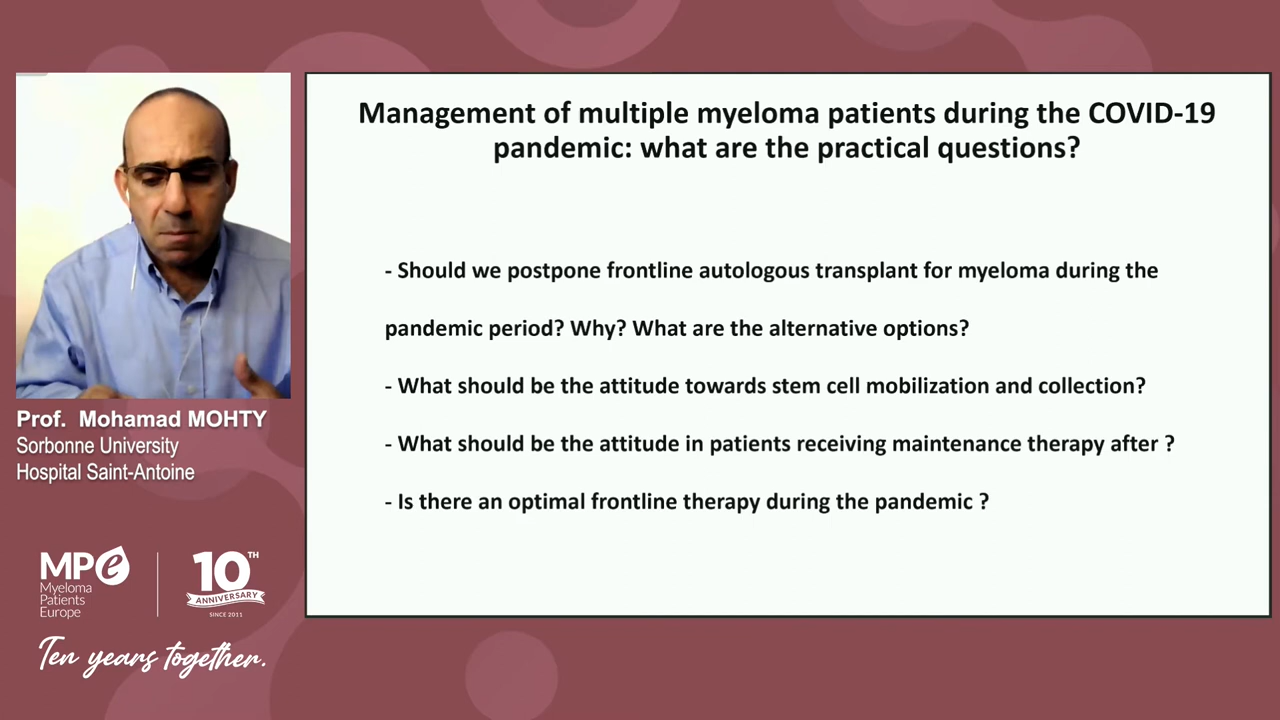 Management of multiple myeloma patients during the COVID-19
pandemic: what are the practical questions?
- Should we postpone frontline autologous transplant for myeloma during the
pandemic period? Why? What are the alternative options?
- What should be the attitude towards stem cell mobilization and collection?
- What should be the attitude in patients receiving maintenance therapy after ?
- Is there an optimal frontline therapy during the pandemic ?
Prof. Mohamad MOHTY
Sorbonne University
Hospital Saint-Antoine
MPe
Myeloma
Patients
Europe
10TH
ANNIVERSARY
SINCE 2011
Ten years together.